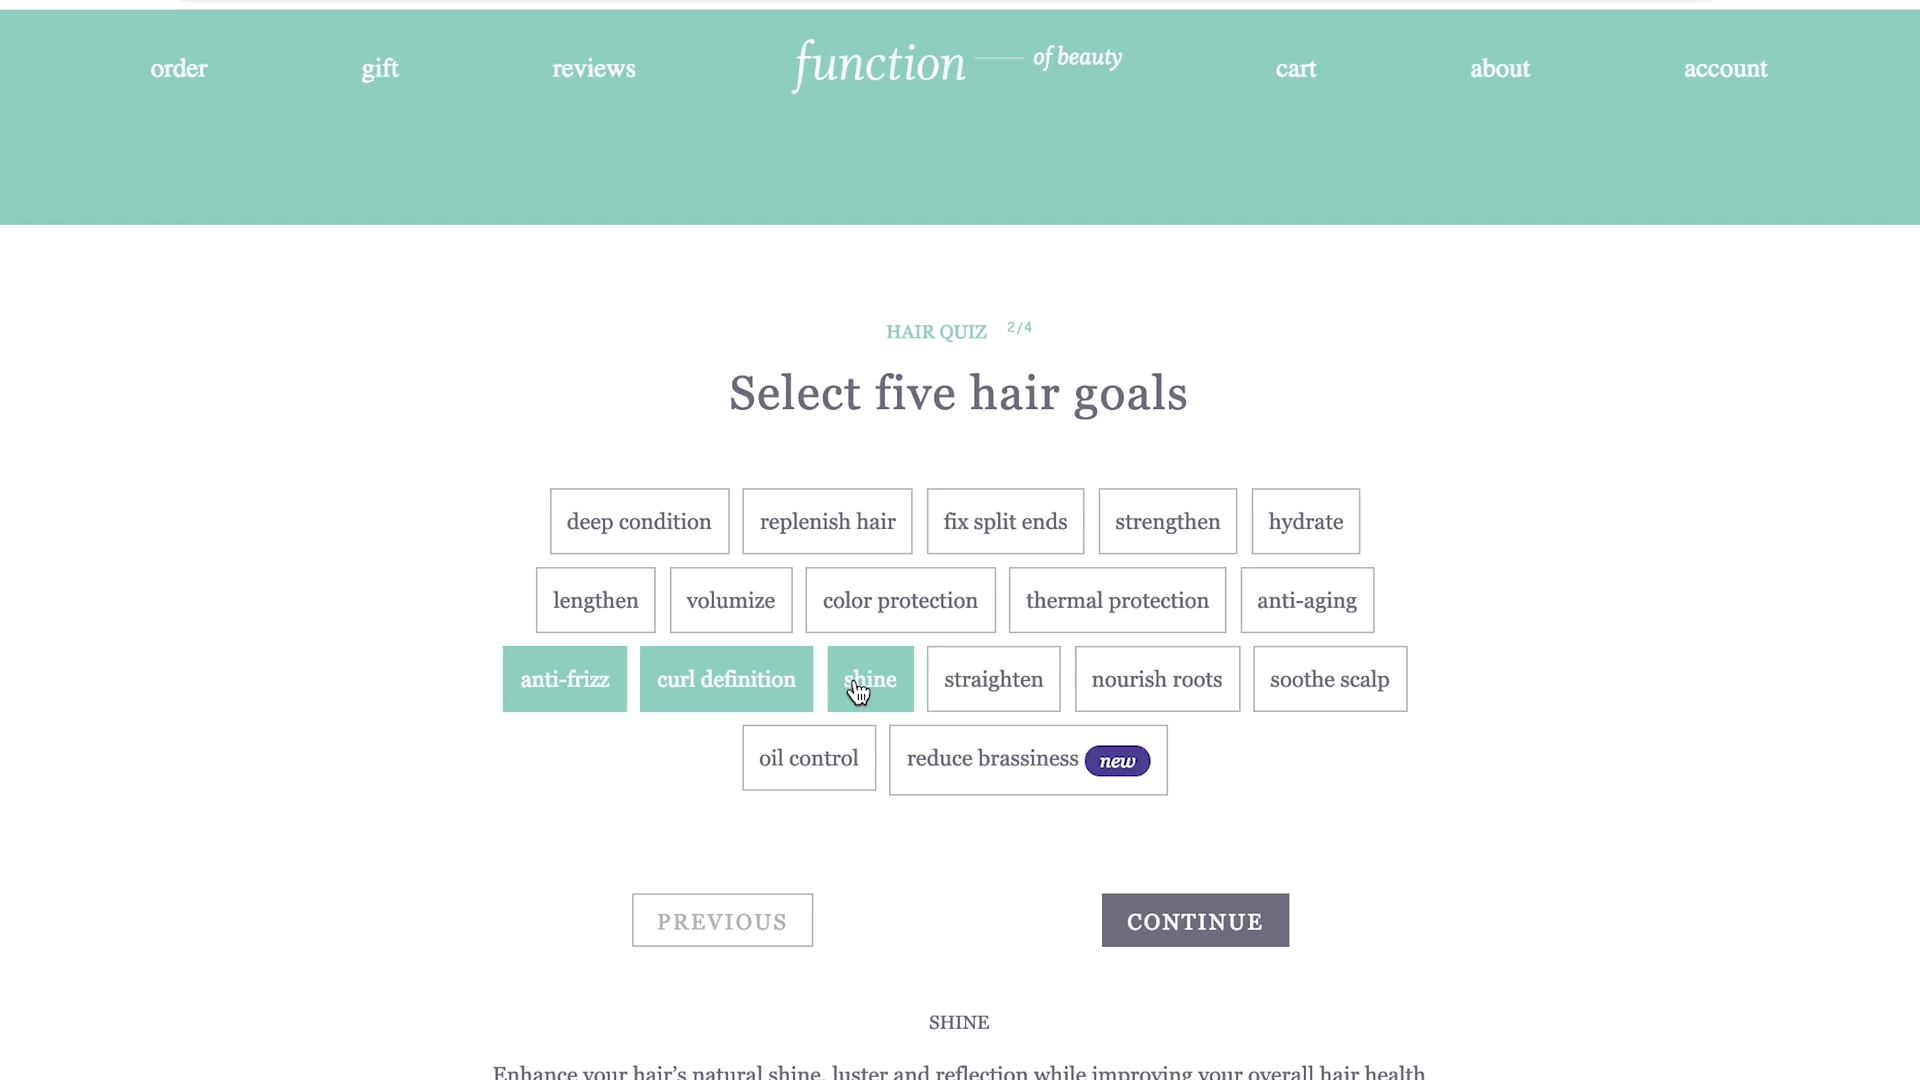 order gift reviews function of beauty cart about account
HAIR QUIZ 2/4
Select five hair goals
deep condition replenish hair fix split ends strengthen hydrate
lengthen volumize color protection thermal protection anti-aging
anti-frizz curl definition shine straighten nourish roots soothe scalp
oil control reduce brassiness new
PREVIOUS CONTINUE
SHINE
Enhance your hair’s natural shine, luster and reflection while improving your overall hair health